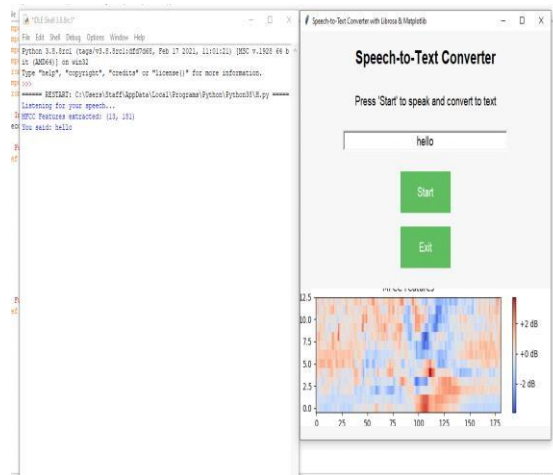 *IDLE Shell 3.8.8rc1*
File Edit Shell Debug Options Window Help
Python 3.8.8rc1 (tags/v3.8.8rc1:dfd7d68, Feb 17 2021, 11:01:21) [MSC v.1928 64 b
it (AMD64)] on win32
Type "help", "copyright", "credits" or "license()" for more information.
>>>
RESTART: C:\Users\Staff\AppData\Local\Programs\Python\Python38\M.py
Listening for your speech...
MFCC Features extracted: (13, 181)
You said: hello
Speech-to-Text Converter with Librosa & Matplotlib
Speech-to-Text Converter
Press 'Start' to speak and convert to text
hello
Start
Exit
MFCC Features
12.5
10.0
7.5
5.0
2.5
0.0
0 25 50 75 100 125 150 175
+2 dB
+0 dB
-2 dB